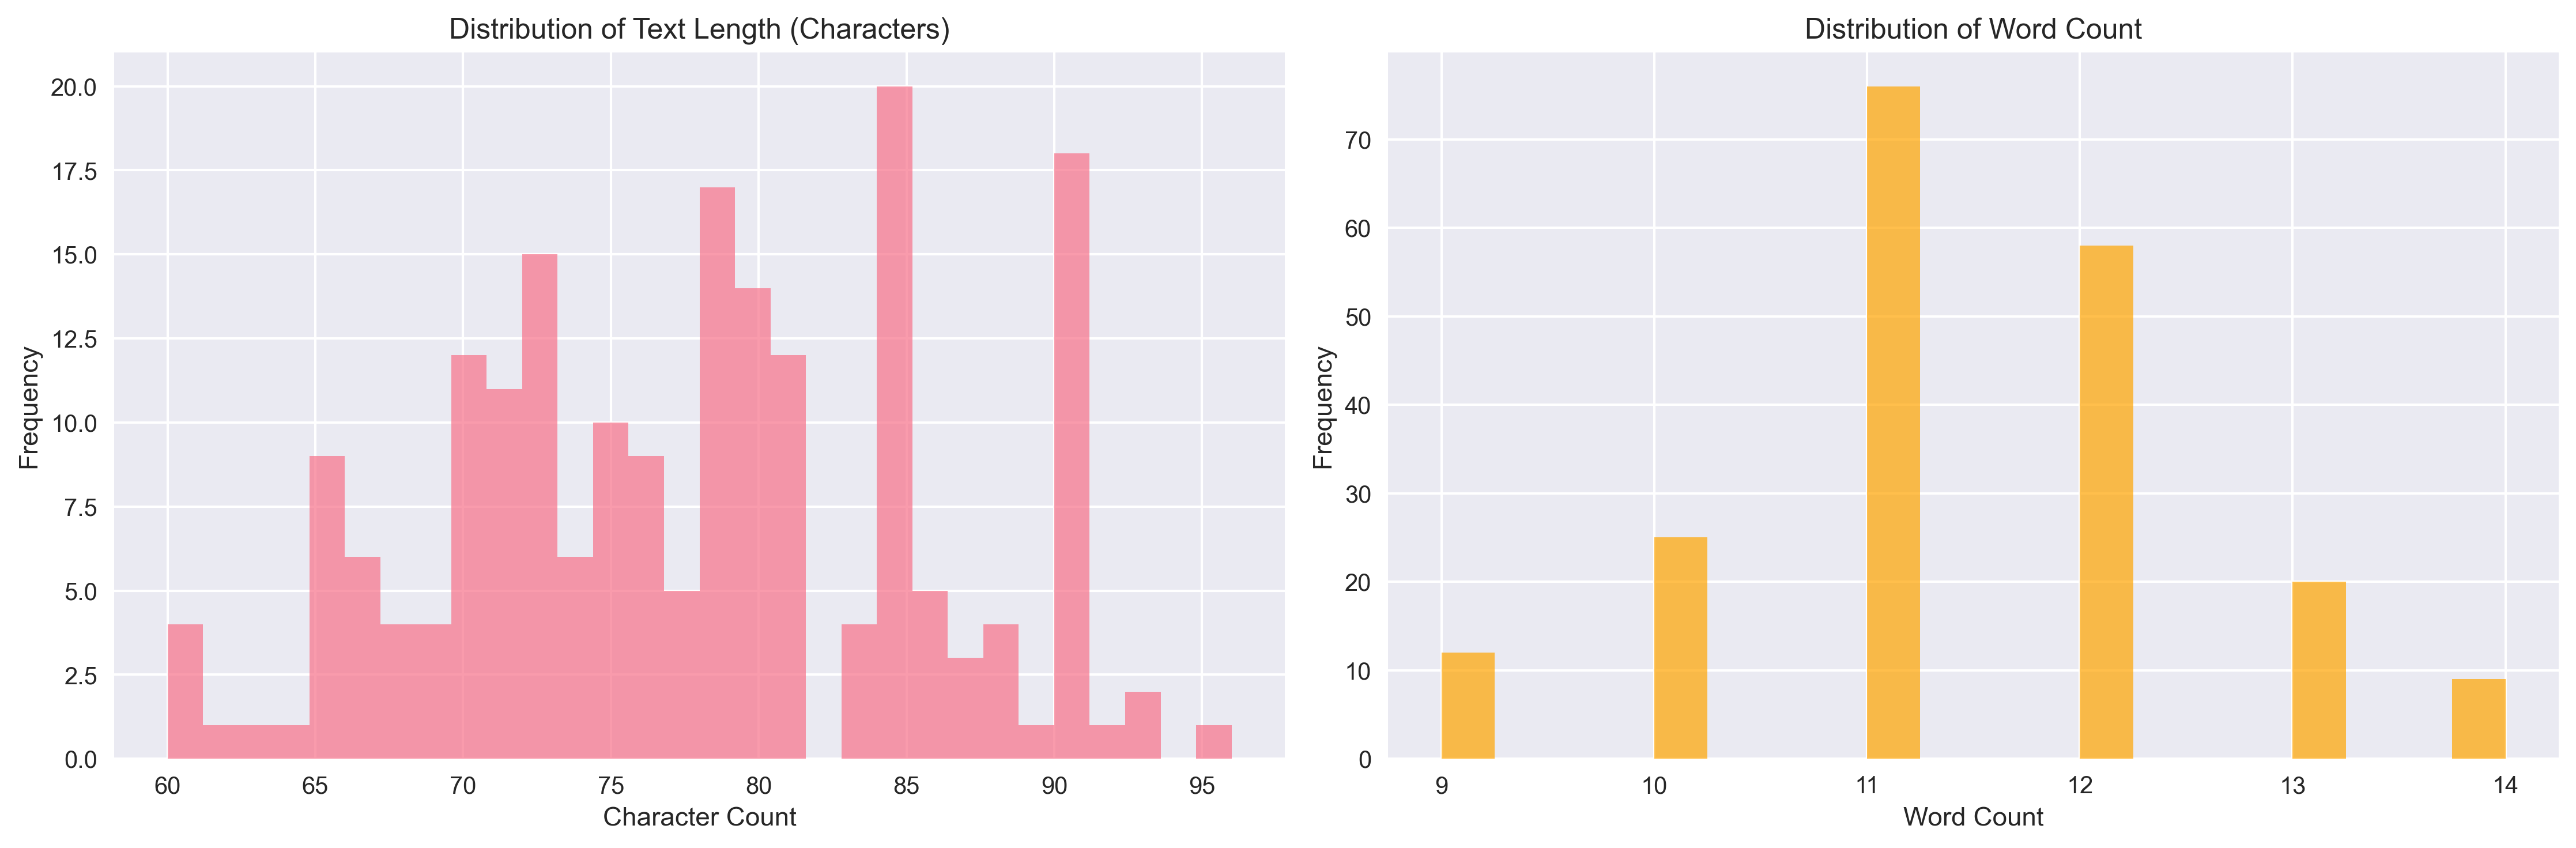 Distribution of Text Length (Characters)
20.0
17.5
15.0
12.5
10.0
7.5
5.0
2.5
0.0
Frequency
60 65 70 75 80 85 90 95
Character Count
Distribution of Word Count
70
60
50
40
30
20
10
0
Frequency
9 10 11 12 13 14
Word Count